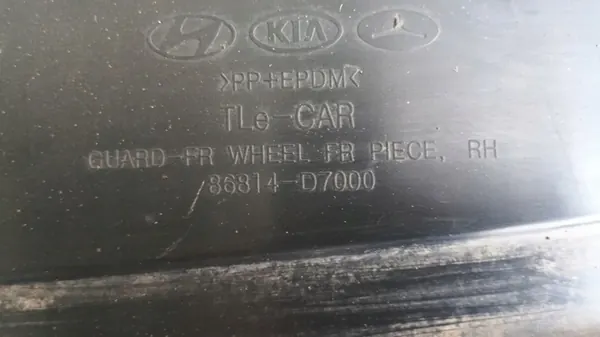 KIA
>PP+EPDM<
TLe-CAR
GUARD-FR WHEEL FR PIECE, RH
86814-D7000